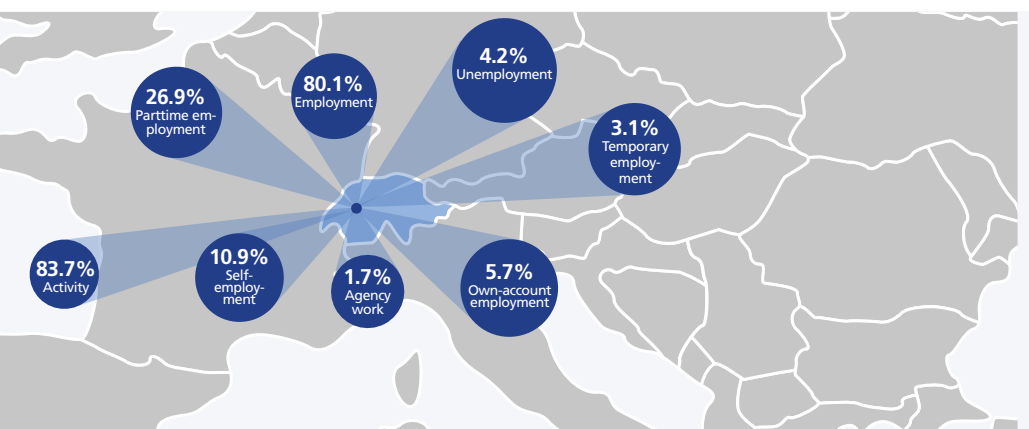 26.9%
Parttime em-
ployment
80.1%
Employment
4.2%
Unemployment
3.1%
Temporary
employ-
ment
83.7%
Activity
10.9%
Self-
employ-
ment
1.7%
Agency
work
5.7%
Own-account
employment